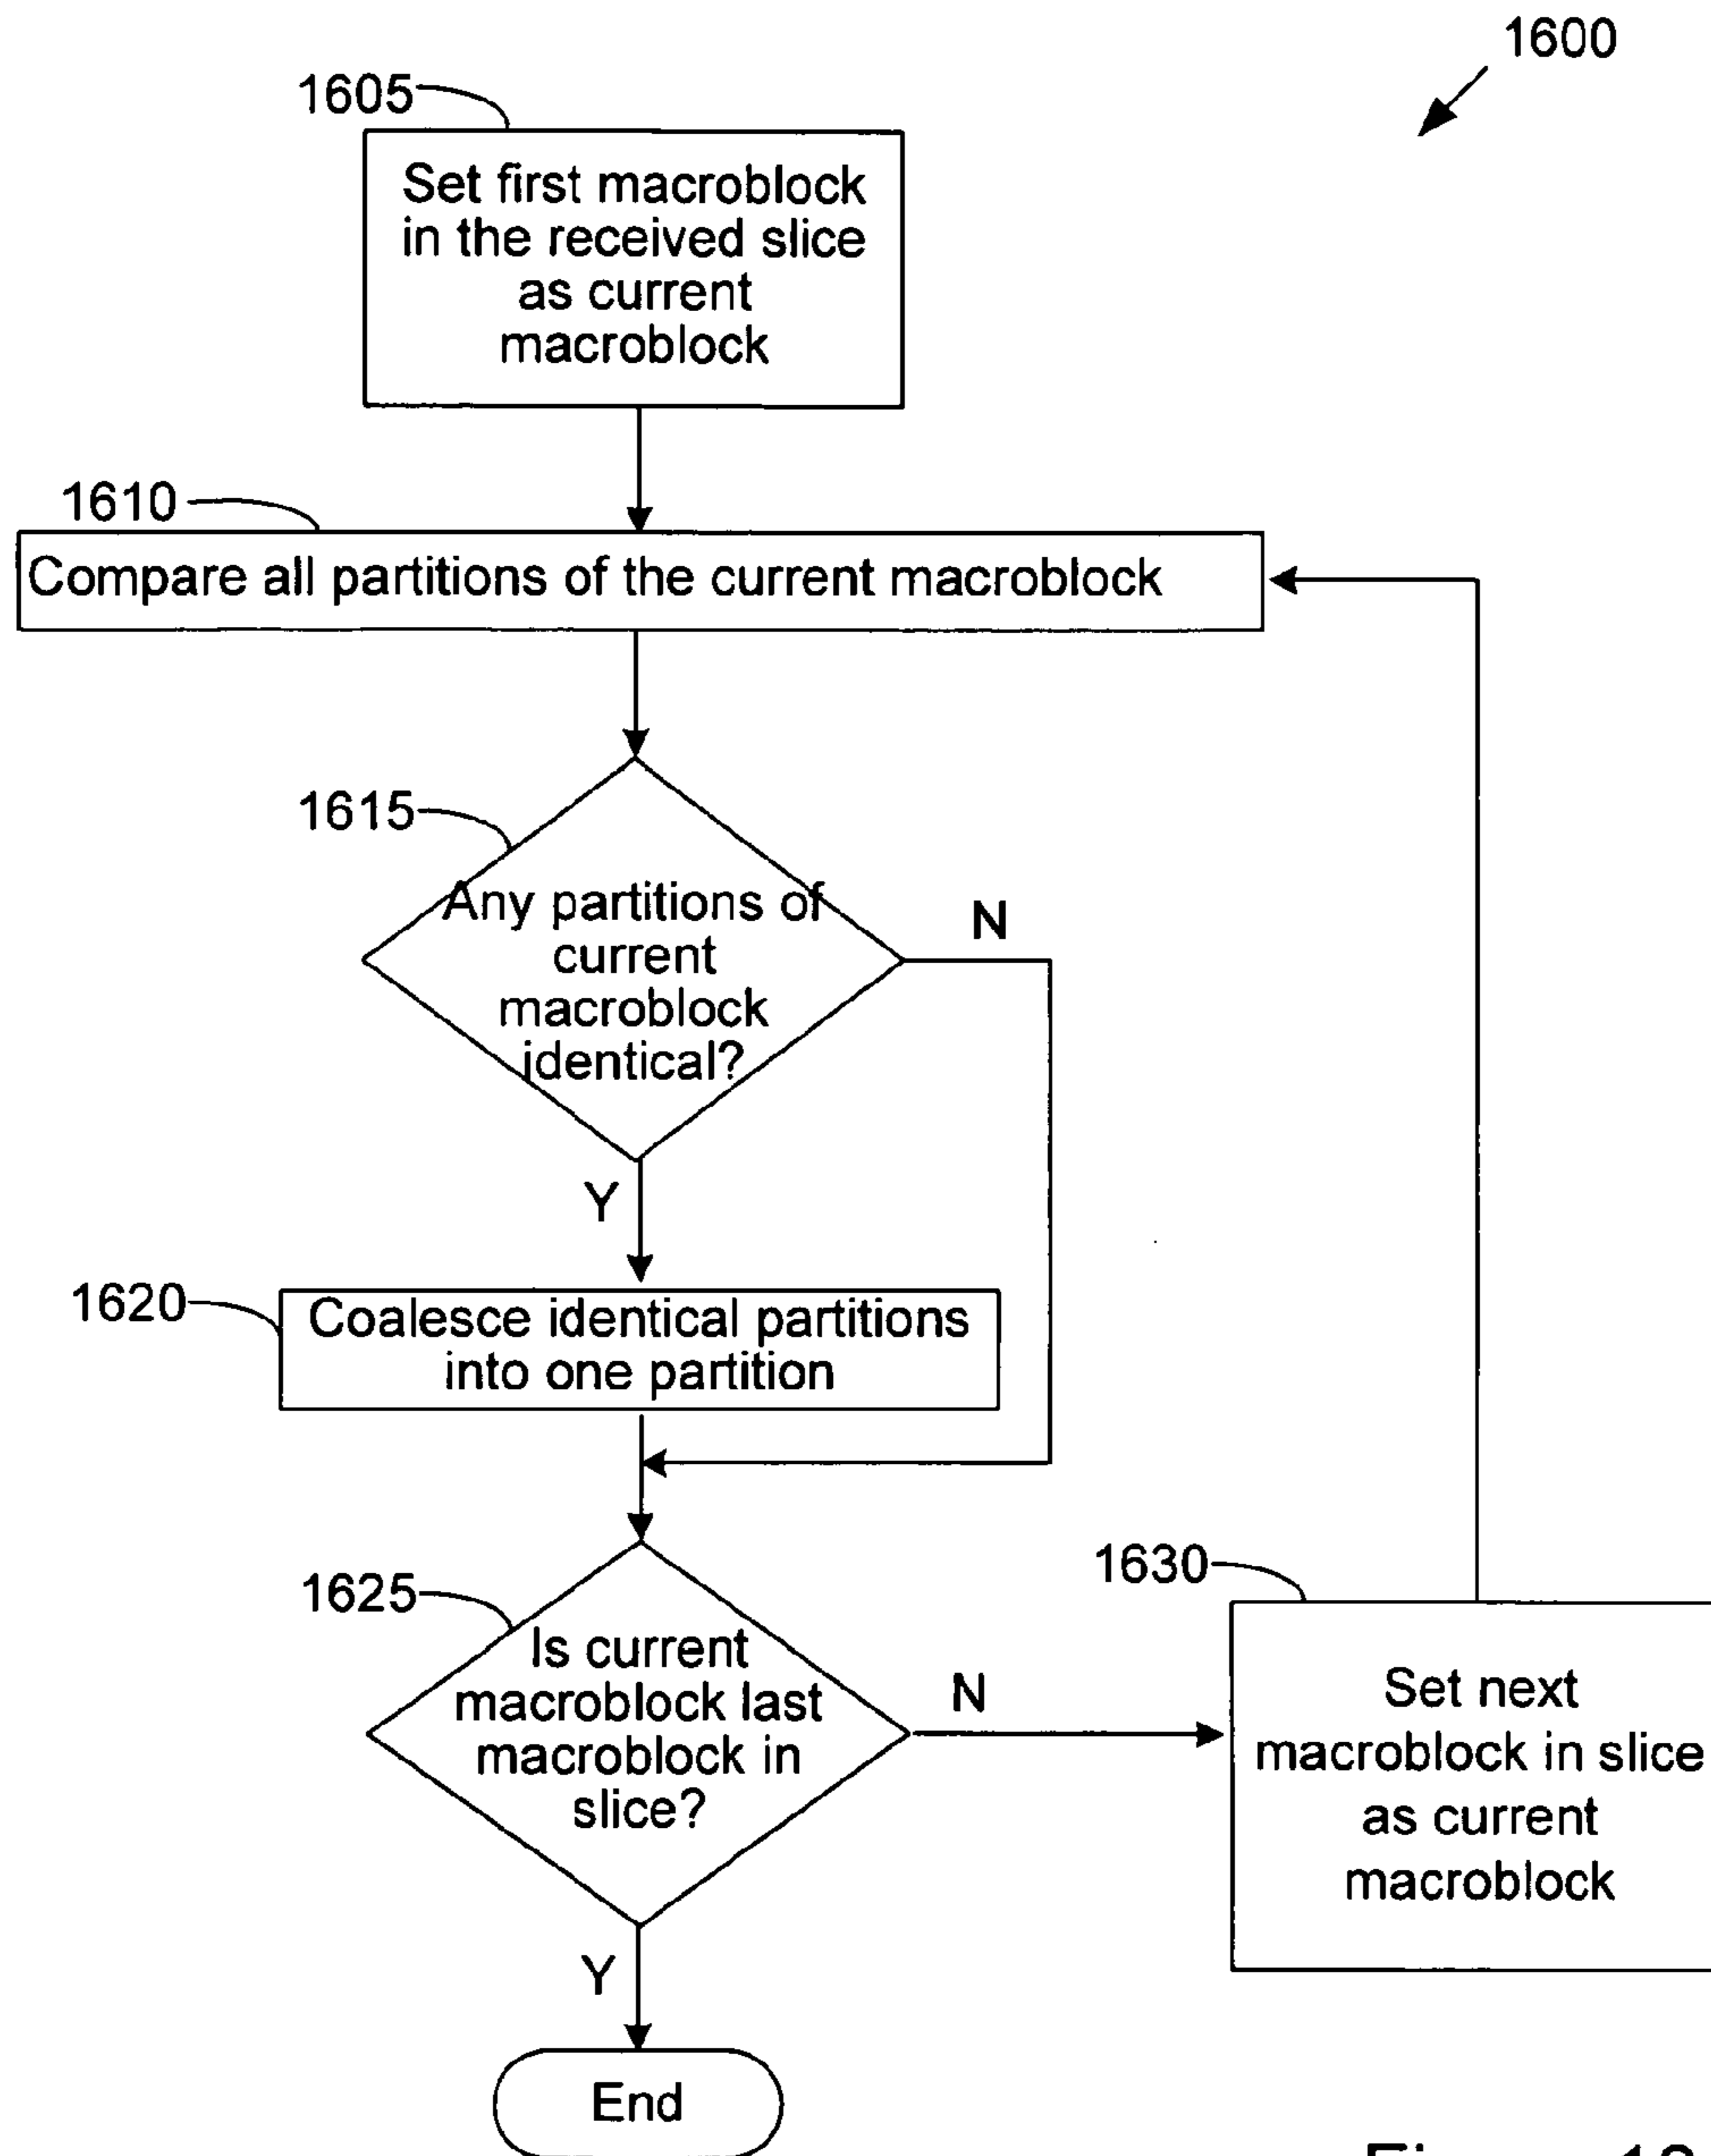 1600
1605
Set first macroblock
in the received slice
as current
macroblock
1610
Compare all partitions of the current macroblock
1615
Any partitions of
current
macroblock
identical?
N
Y
1620
Coalesce identical partitions
into one partition
1625
Is current
macroblock last
macroblock in
slice?
N
1630
Set next
macroblock in slice
as current
macroblock
Y
End